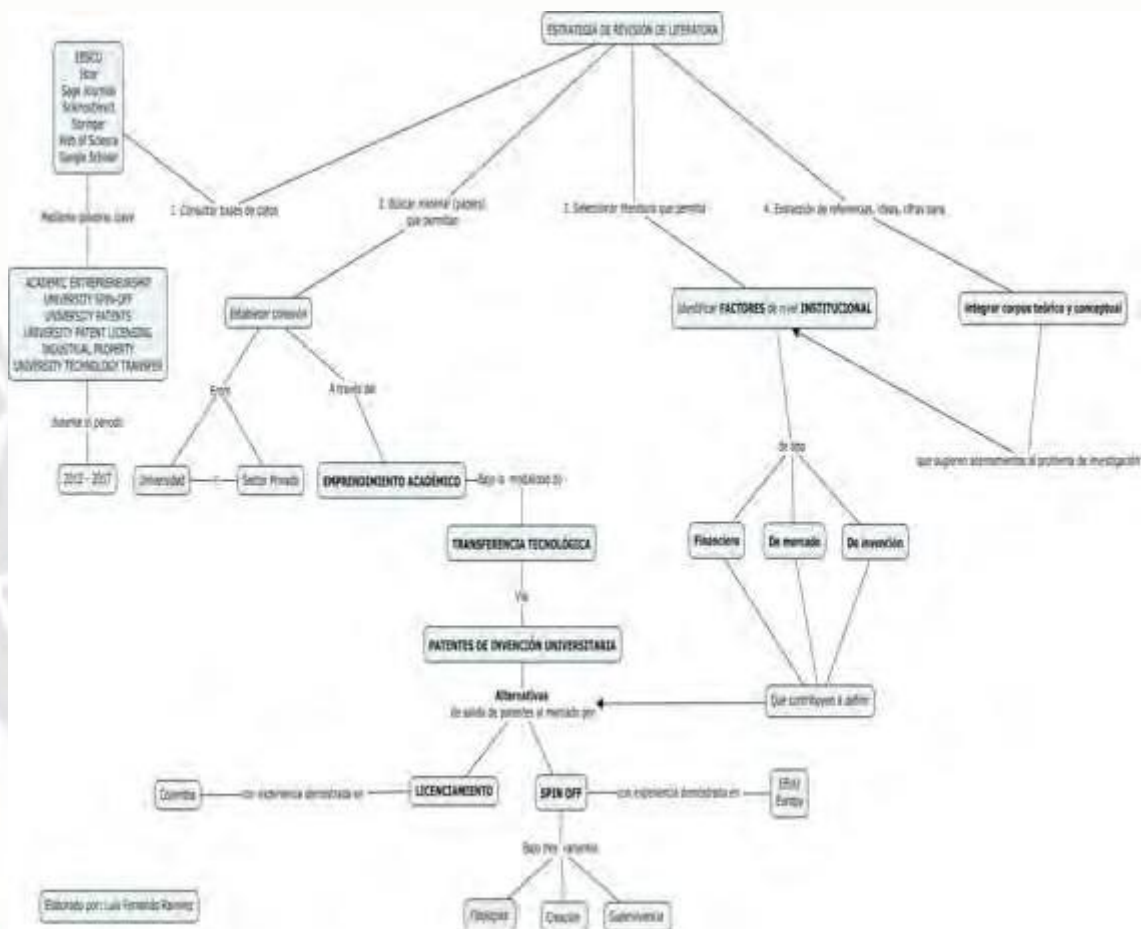 ESTRATEGIA DE REVISIÓN DE LITERATURA
EBSCO
Sage Journals
ScienceDirect
Springer
Web of Science
Google Scholar
1. Consultar bases de datos
2. Buscar material (papers)
que permitan
3. Seleccionar literatura que permita
4. Extracción de referencias, ideas, cifras para
Mediante palabras clave
ACADEMIC ENTREPRENEURSHIP
UNIVERSITY SPIN-OFF
UNIVERSITY PATENTS
UNIVERSITY PATENT LICENSING
INDUSTRIAL PROPERTY
UNIVERSITY TECHNOLOGY TRANSFER
Establecer conexión
Identificar FACTORES de nivel INSTITUCIONAL
Integrar corpus teórico y conceptual
Entre
A través del
durante el periodo
de tipo
que sugieren
al problema de investigación
2012 - 2017
Universidad
Sector Privado
EMPRENDIMIENTO ACADÉMICO
Bajo la modalidad de
TRANSFERENCIA TECNOLÓGICA
Financiero
De mercado
De invención
Vía
PATENTES DE INVENCIÓN UNIVERSITARIA
Alternativas
de salida de patentes al mercado por
Que contribuyen a definir
Colombia
con experiencia demostrada en
LICENCIAMIENTO
SPIN OFF
con experiencia demostrada en
Europa
Bajo tres
Creación
Supervivencia
Elaborado por: Luis Fernando Ramírez